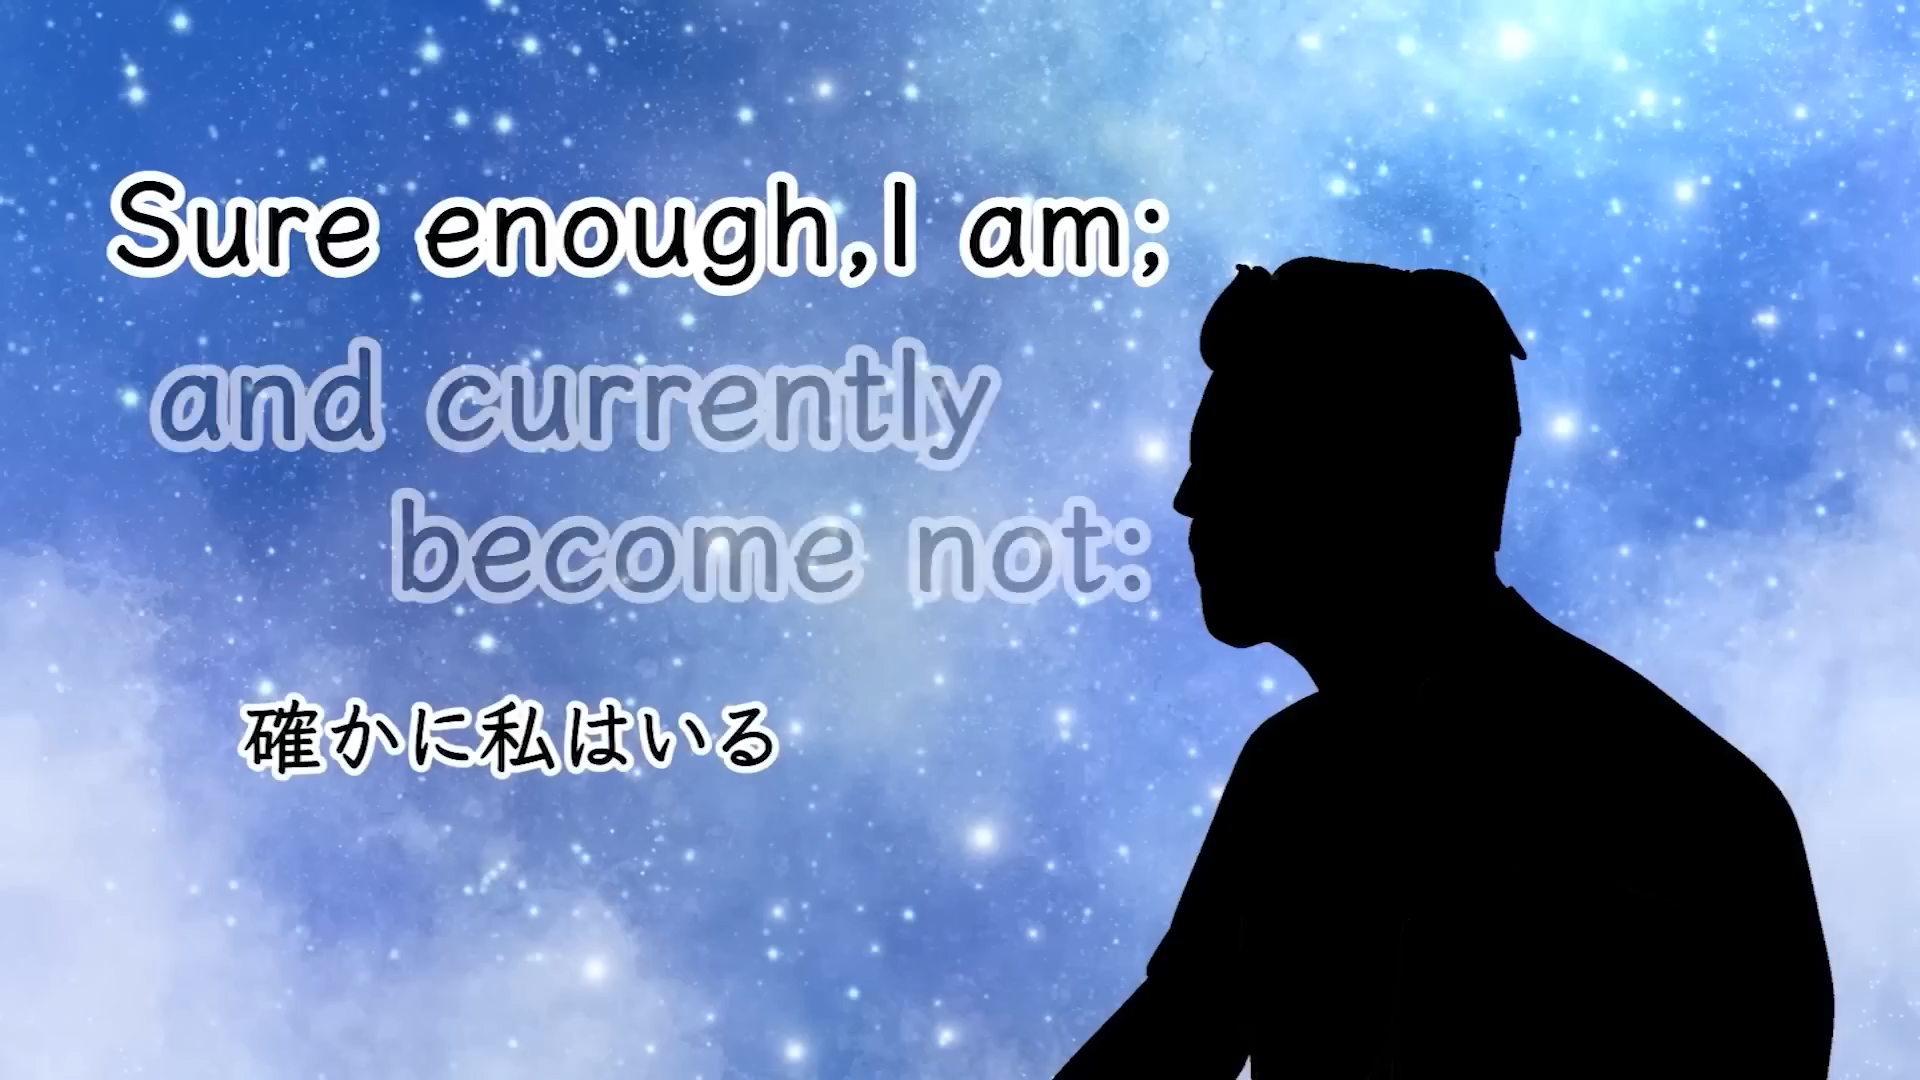 Sure enough,I am;
and currently
become not:
確かに私はいる